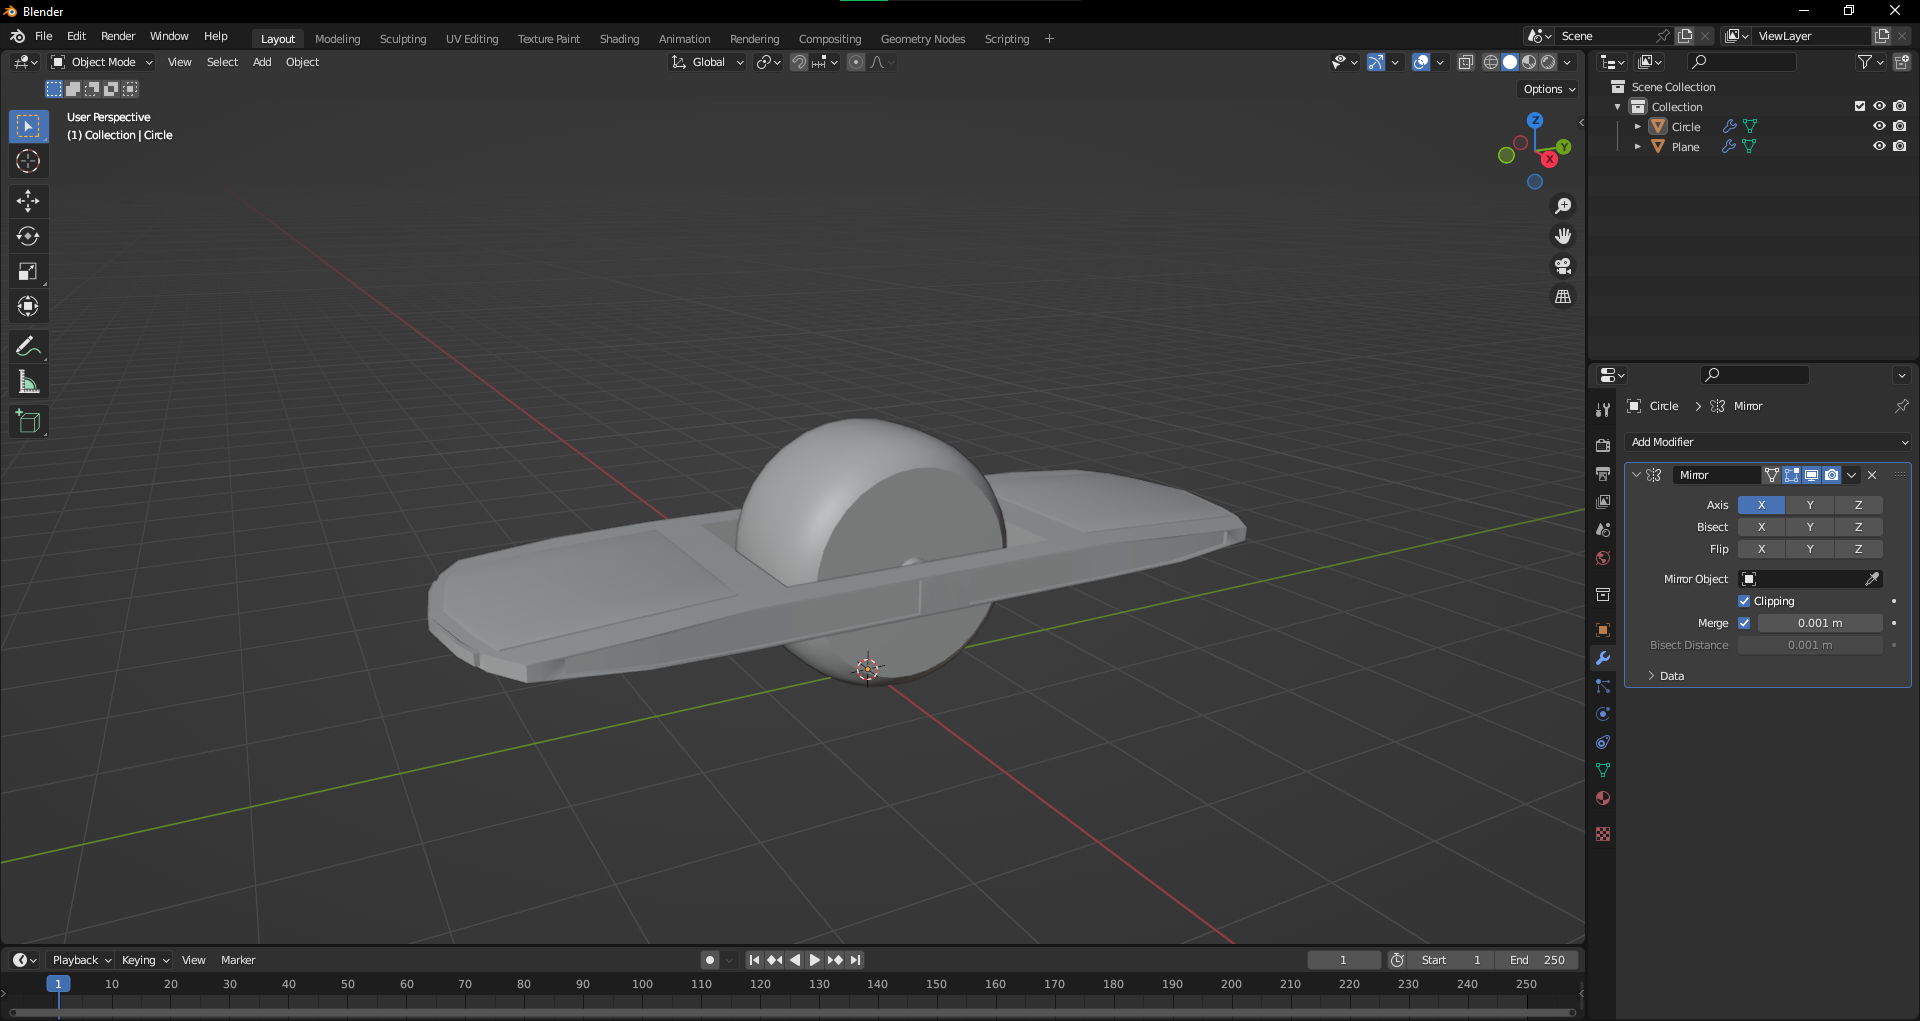 Blender
File Edit Render Window Help Layout Modeling Sculpting UV Editing Texture Paint Shading Animation Rendering Compositing Geometry Nodes Scripting + Scene ViewLayer
Object Mode View Select Add Object Global
Options
User Perspective
(1) Collection | Circle
Z
Y
X
Scene Collection
Collection
Circle
Plane
Circle > Mirror
Add Modifier
Mirror
Axis X Y Z
Bisect X Y Z
Flip X Y Z
Mirror Object
Clipping
Merge 0.001 m
Bisect Distance 0.001 m
Data
Playback Keying View Marker 1 Start 1 End 250
1 10 20 30 40 50 60 70 80 90 100 110 120 130 140 150 160 170 180 190 200 210 220 230 240 250